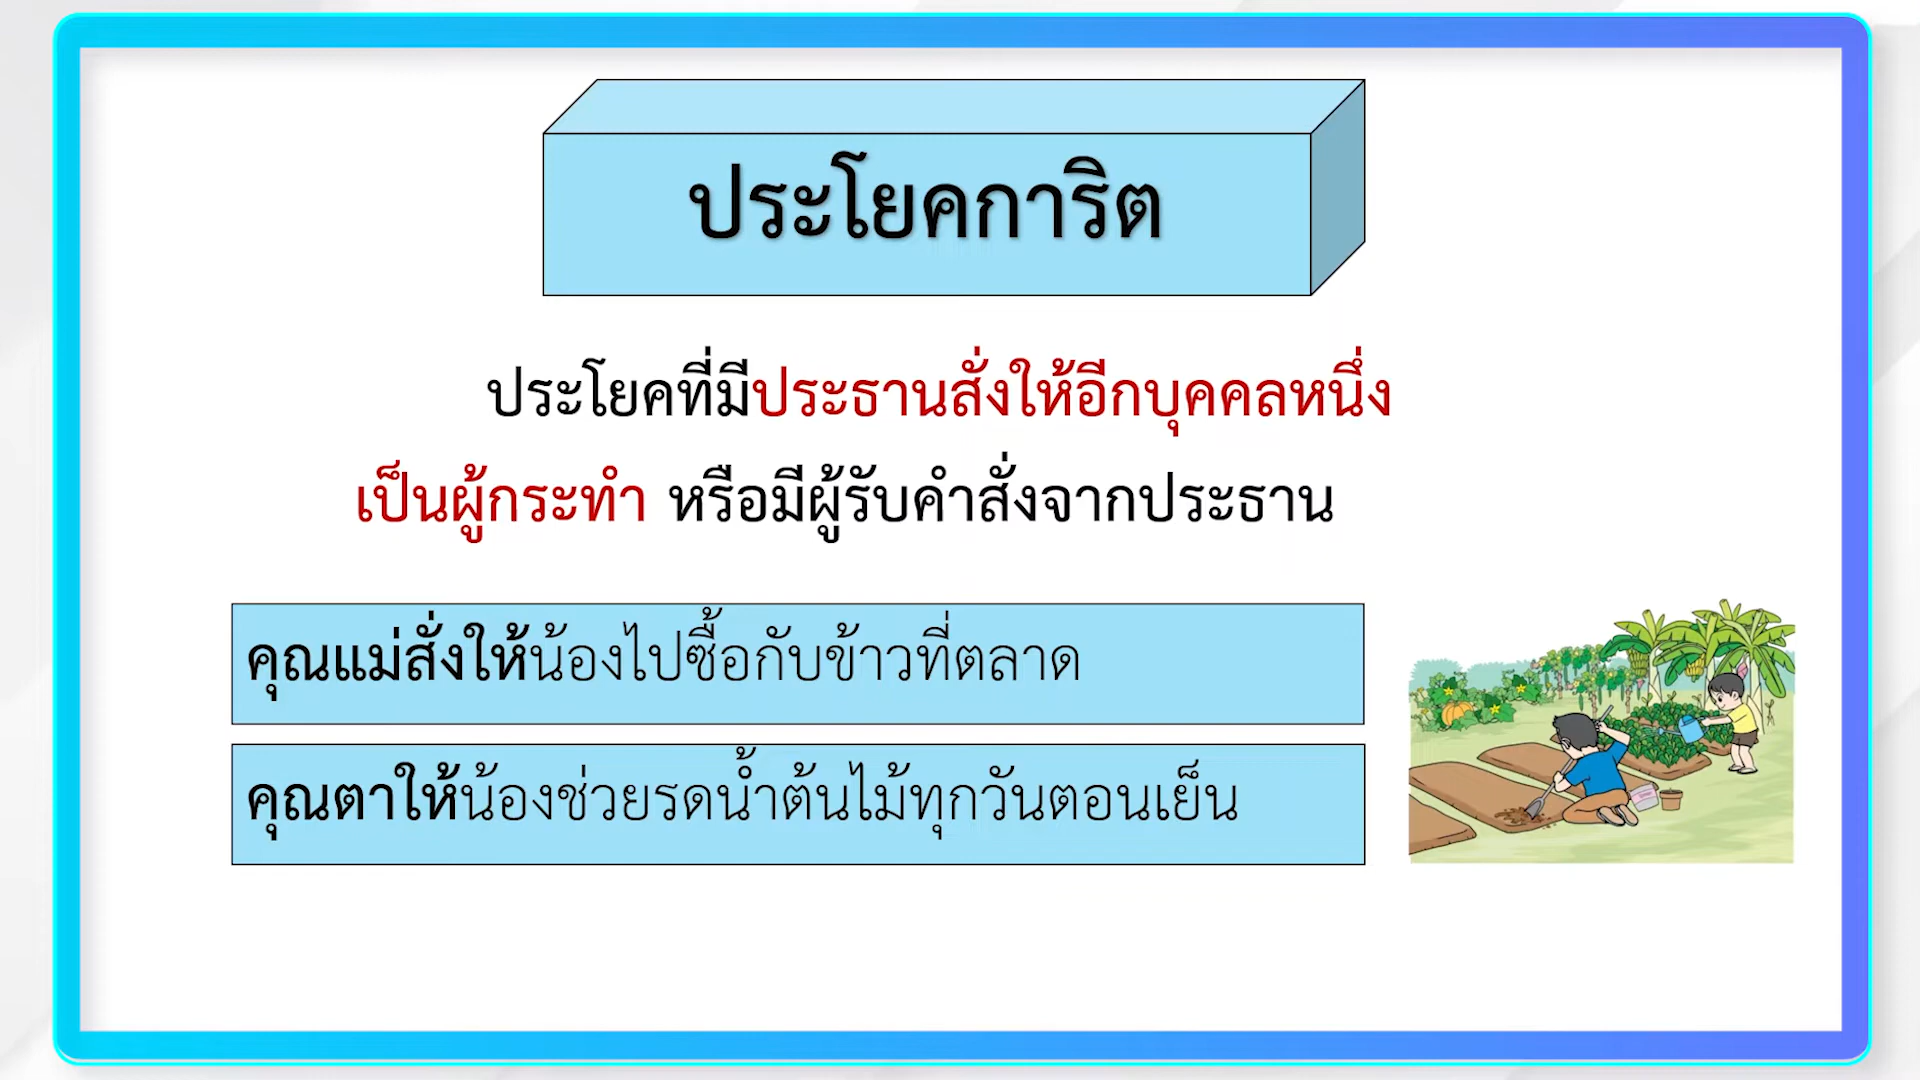 ประโยคการิต
ประโยคที่มีประธานสั่งให้อีกบุคคลหนึ่ง
เป็นผู้กระทำ หรือมีผู้รับคำสั่งจากประธาน
คุณแม่สั่งให้น้องไปซื้อกับข้าวที่ตลาด
คุณตาให้น้องช่วยรดน้ำต้นไม้ทุกวันตอนเย็น